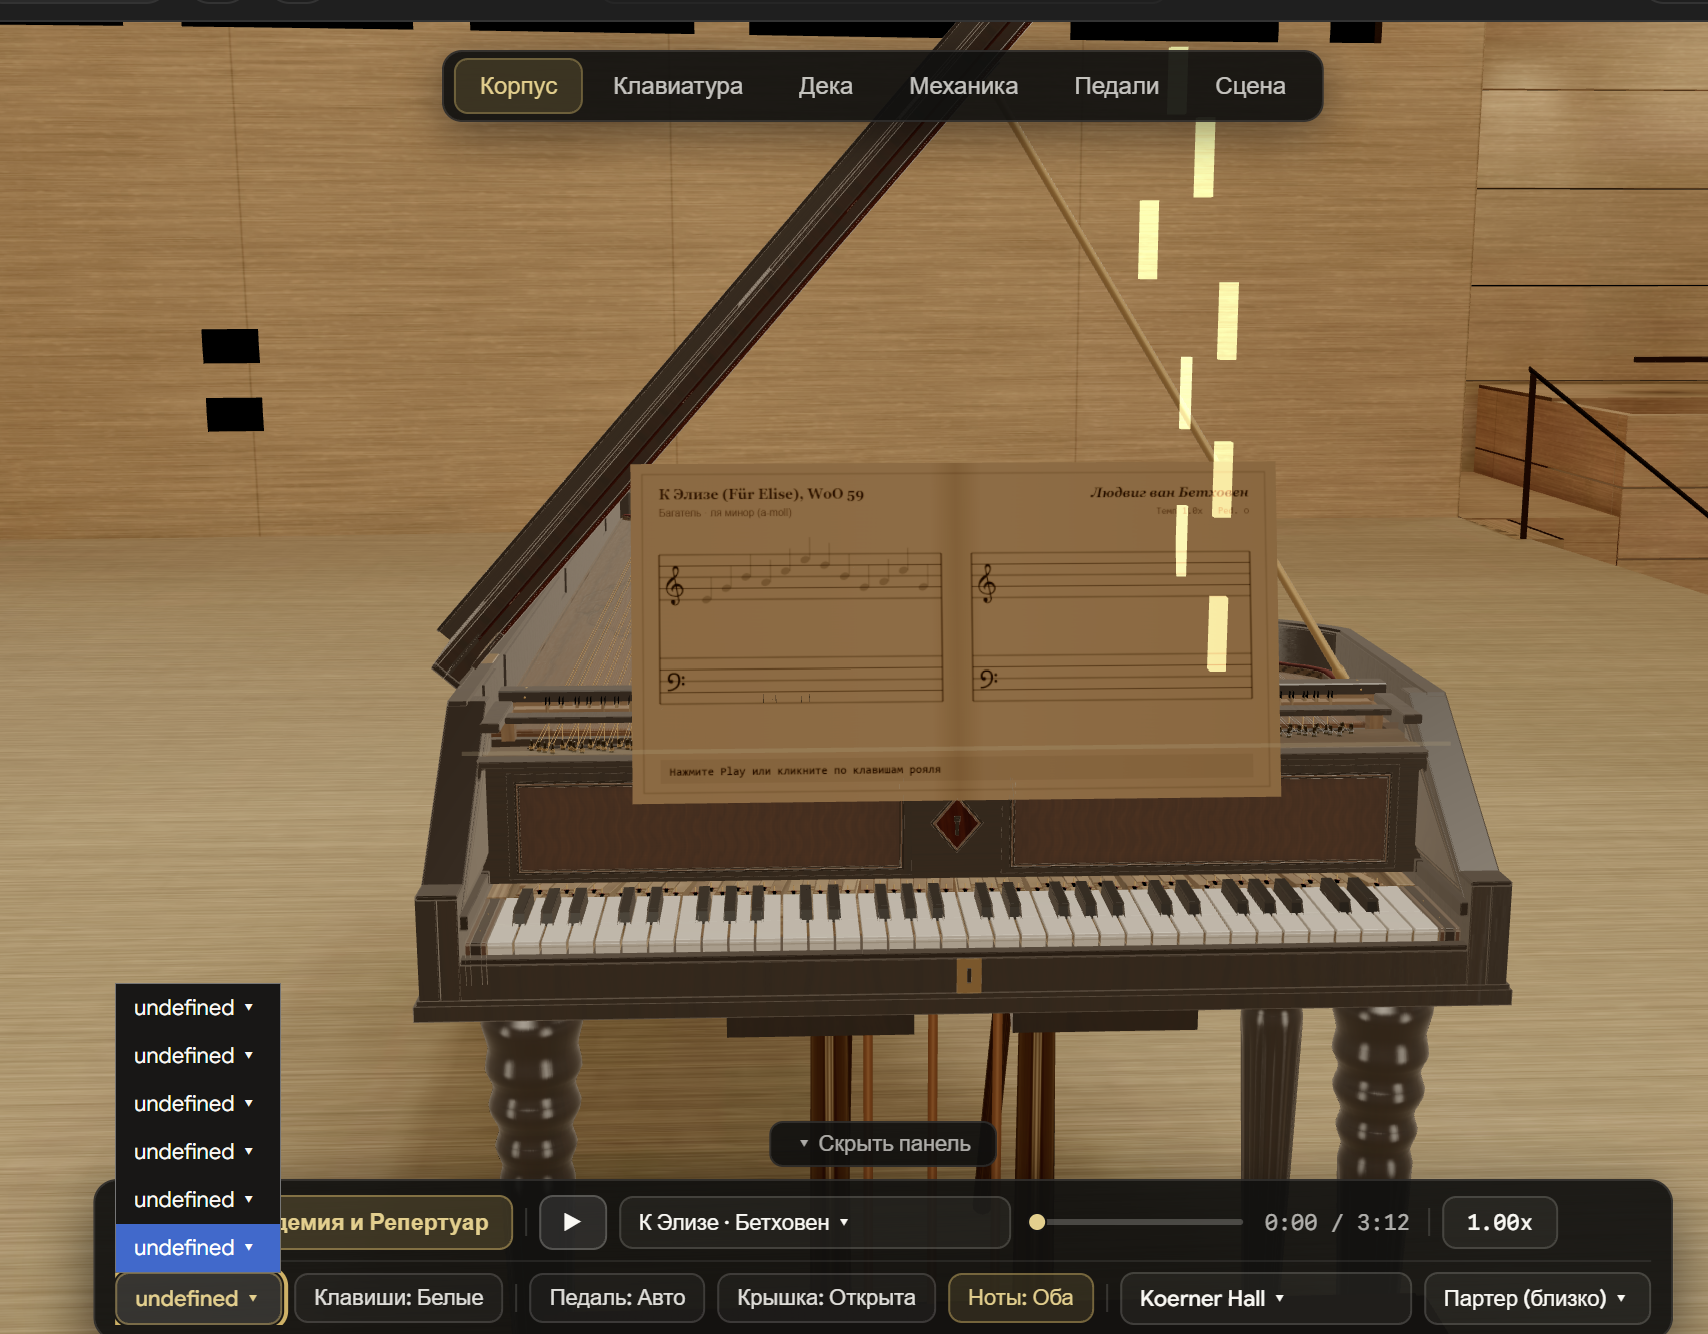 Корпус Клавиатура Дека Механика Педали Сцена
К Элизе (Für Elise), WoO 59
Людвиг ван Бетховен
Багатель ля минор (a-moll)
Нажмите Play или кликните по клавишам рояля
undefined ▾
undefined ▾
undefined ▾
undefined ▾
undefined ▾
undefined ▾
▾ Скрыть панель
и Репертуар
К Элизе · Бетховен ▾
0:00 / 3:12
1.00x
undefined ▾
Клавиши: Белые
Педаль: Авто
Крышка: Открыта
Ноты: Оба
Koerner Hall ▾
Партер (близко) ▾